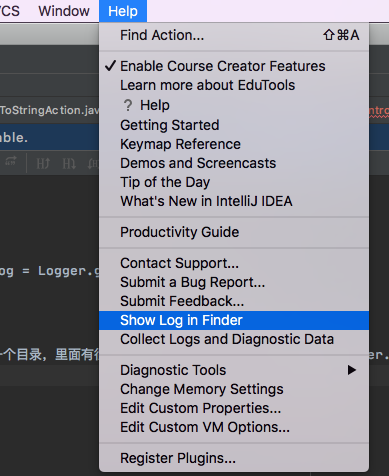 CS Window Help
Find Action... ⇧⌘A
✓ Enable Course Creator Features
Learn more about EduTools
? Help
ToStringAction.jav
Getting Started
able.
Keymap Reference
Demos and Screencasts
Tip of the Day
What's New in IntelliJ IDEA
Productivity Guide
Contact Support...
og = Logger.g
Submit a Bug Report...
Submit Feedback...
Show Log in Finder
Collect Logs and Diagnostic Data
一个目录，里面有很
er.
Diagnostic Tools
Change Memory Settings
Edit Custom Properties...
Edit Custom VM Options...
Register Plugins...